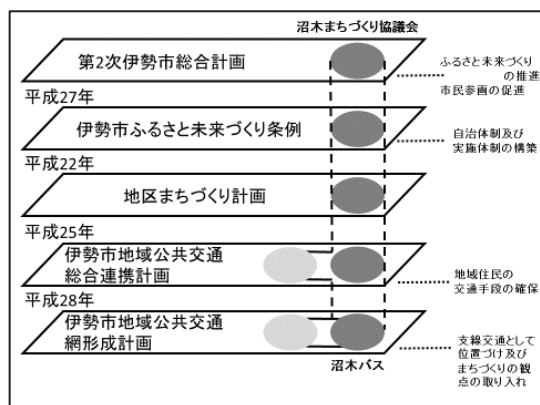 沼木まちづくり協議会
第2次伊勢市総合計画
ふるさと未来づくり
の推進
市民参画の促進
平成27年
伊勢市ふるさと未来づくり条例
自治体制及び
実施体制の構築
平成22年
地区まちづくり計画
平成25年
伊勢市地域公共交通
総合連携計画
地域住民の
交通手段の確保
平成28年
伊勢市地域公共交通
網形成計画
支線交通として
位置づけ及び
まちづくりの観
点の取り入れ
沼木バス